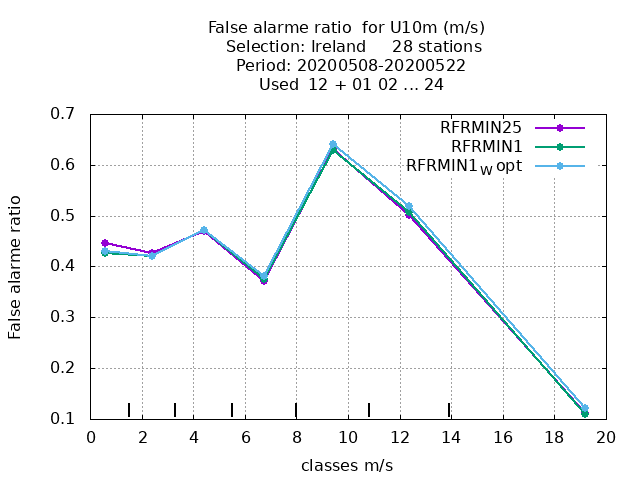 False alarme ratio  for U10m (m/s)
Selection: Ireland     28 stations
Period: 20200508-20200522
Used  12 + 01 02 ... 24
RFRMIN25
RFRMIN1
RFRMIN1W opt
False alarme ratio
0.7
0.6
0.5
0.4
0.3
0.2
0.1
0 2 4 6 8 10 12 14 16 18 20
classes m/s